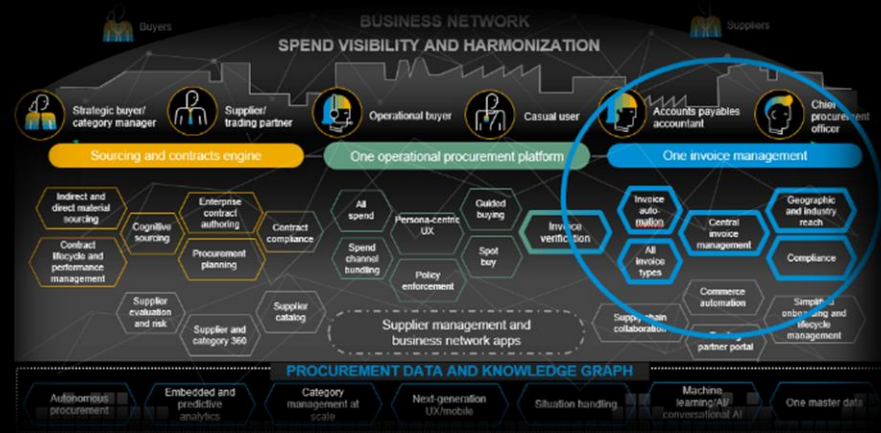 BUSINESS NETWORK
Buyers
Suppliers
SPEND VISIBILITY AND HARMONIZATION
Strategic buyer/
category manager
Supplier/
trading partner
Operational buyer
Casual user
Accounts payables
accountant
Chief
procurement
officer
Sourcing and contracts engine
One operational procurement platform
One invoice management
Indirect and
direct material
sourcing
Contract
lifecycle and
performance
management
Cognitive
sourcing
Enterprise
contract
authoring
Procurement
planning
Contract
compliance
Supplier
evaluation
and risk
Supplier and
category 360
Supplier
catalog
All
spend
Spend
channel
bundling
Persona-centric
UX
Policy
enforcement
Guided
buying
Spot
buy
Invoice
verification
Supplier management and
business network apps
Invoice
auto-
mation
All
invoice
types
Central
invoice
management
Geographic
and industry
reach
Compliance
Supply chain
collaboration
Commerce
automation
partner portal
Simplified
onboarding and
lifecycle
management
PROCUREMENT DATA AND KNOWLEDGE GRAPH
Autonomous
procurement
Embedded and
predictive
analytics
Category
management at
scale
Next-generation
UX/mobile
Situation handling
Machine
learning/AI/
conversational AI
One master data